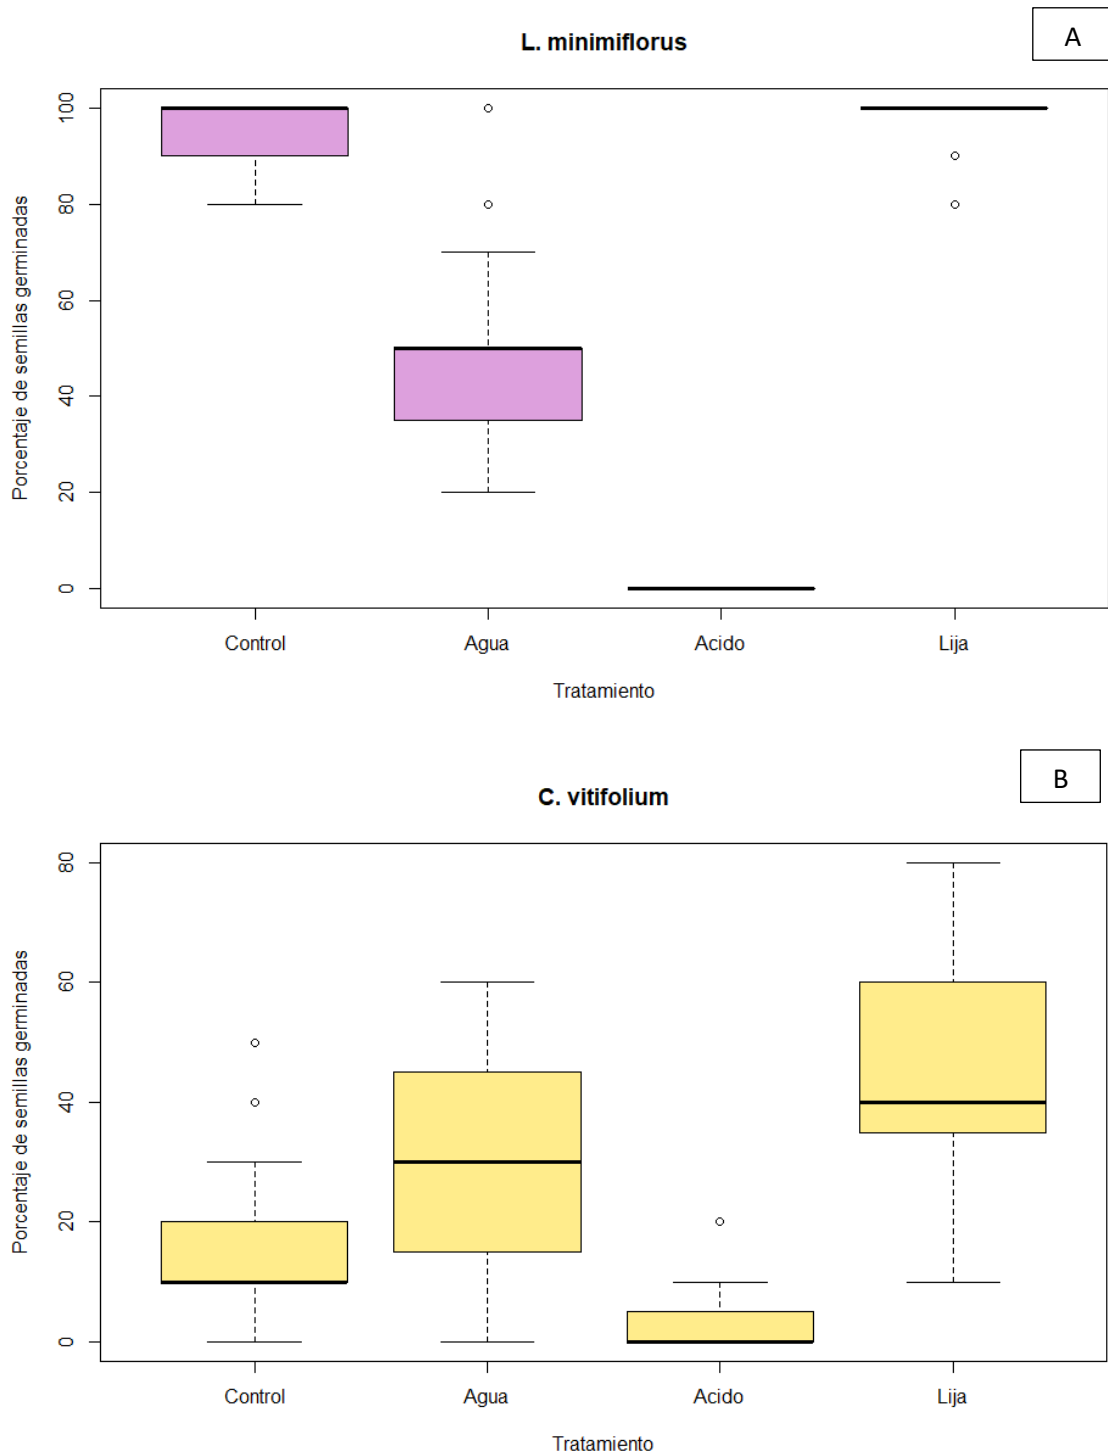 L. minimiflorus
A
Porcentaje de semillas germinadas
100
80
60
40
20
0
Control Agua Acido Lija
Tratamiento
C. vitifolium
B
Porcentaje de semillas germinadas
80
60
40
20
0
Control Agua Acido Lija
Tratamiento